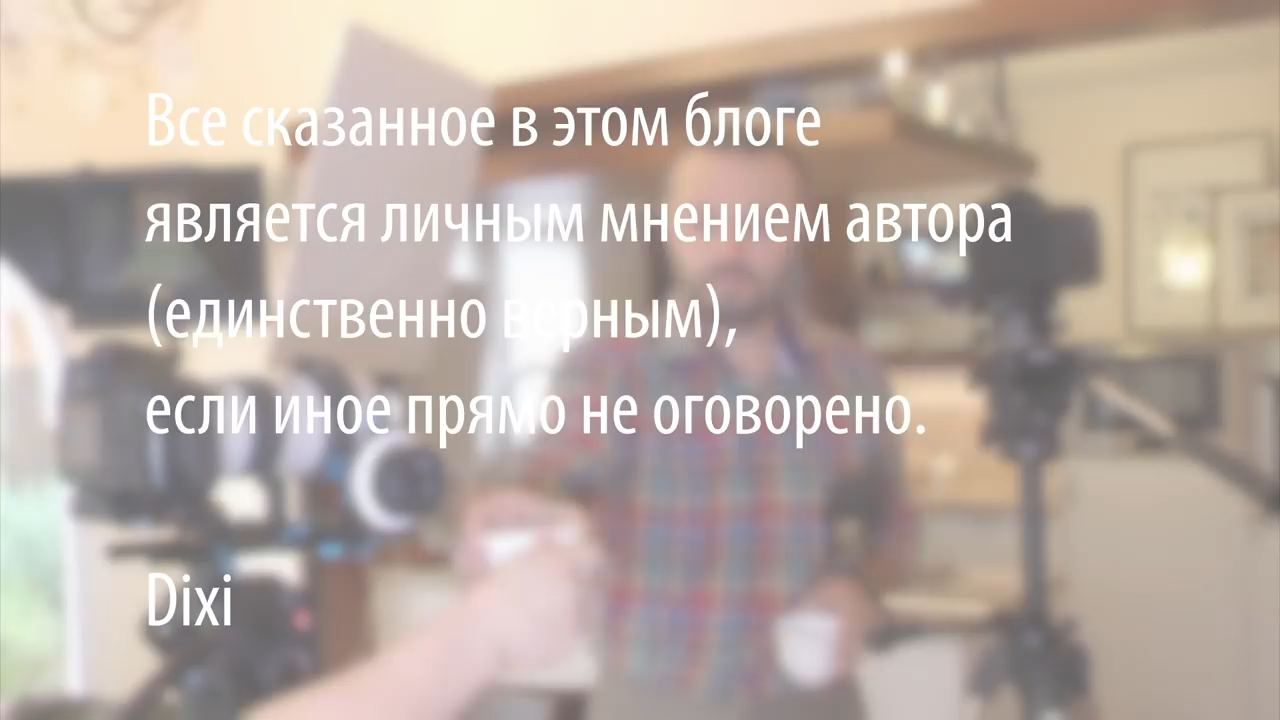 Все сказанное в этом блоге
является личным мнением автора
(единственно верным),
если иное прямо не оговорено.
Dixi